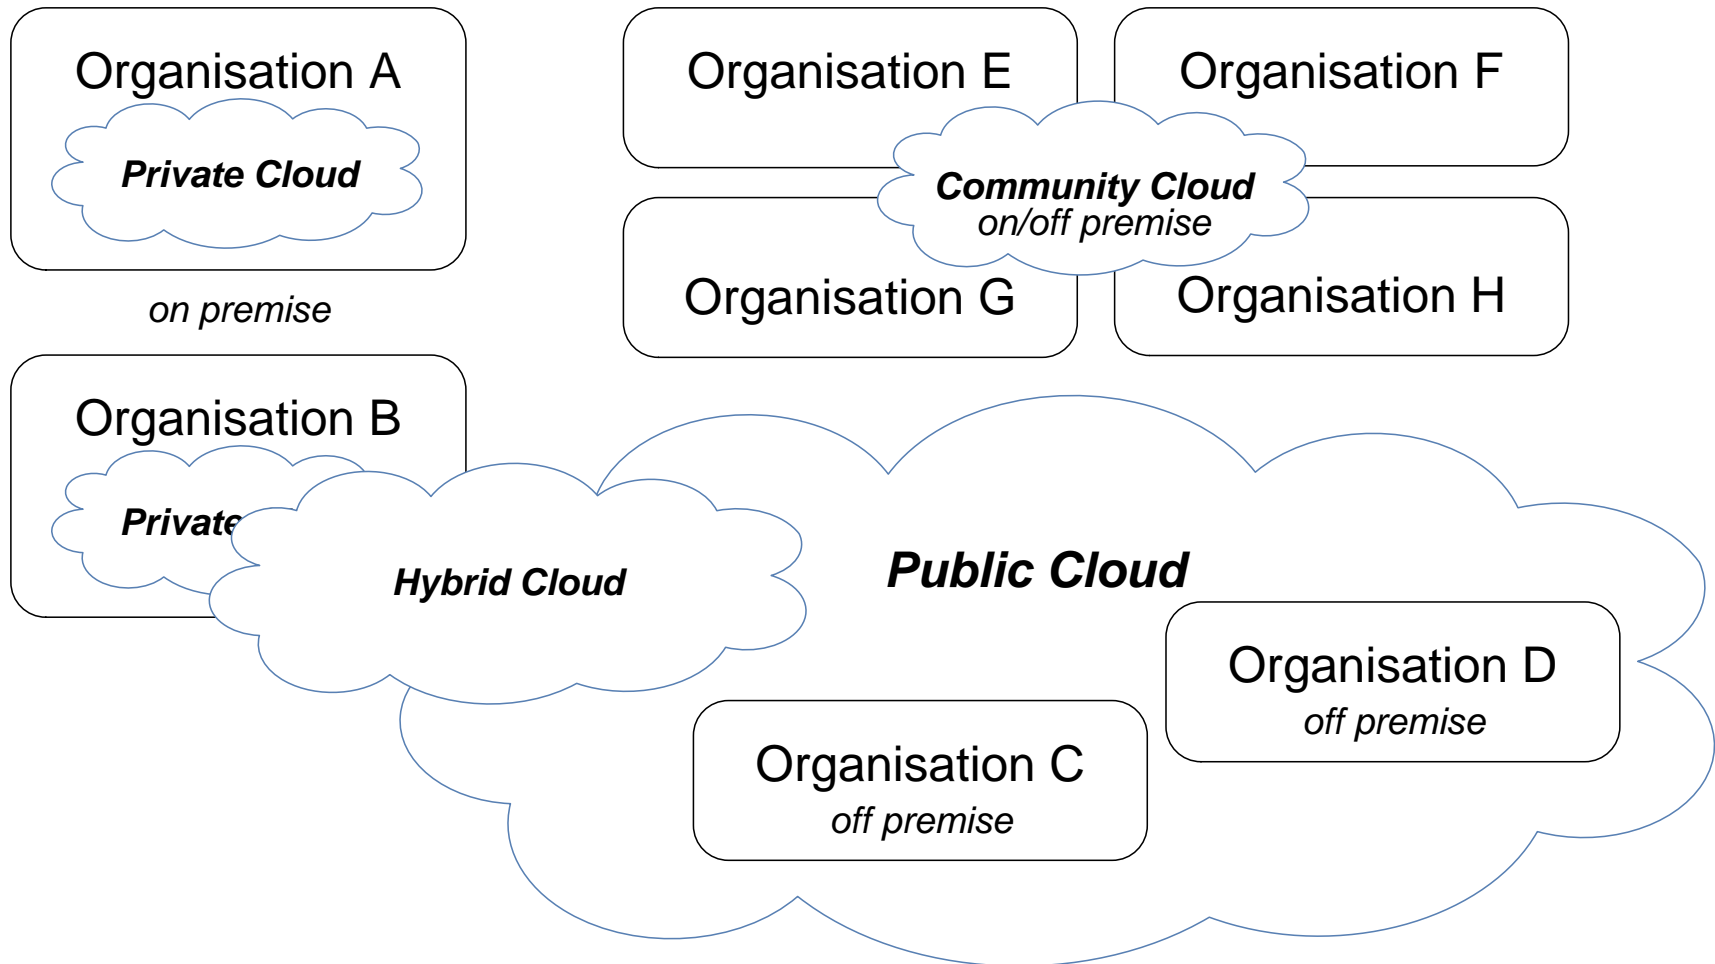 Organisation A
Private Cloud
on premise
Organisation E
Organisation F
Community Cloud
on/off premise
Organisation G
Organisation H
Organisation B
Private
Hybrid Cloud
Public Cloud
Organisation D
off premise
Organisation C
off premise